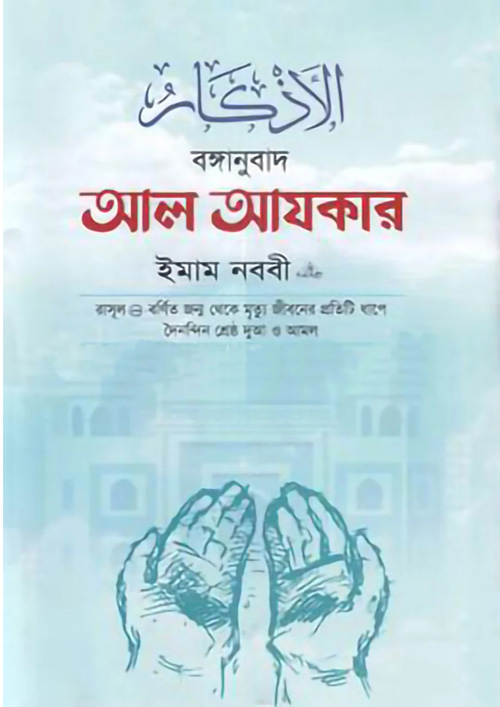 الأذكار
বঙ্গানুবাদ
আল আযকার
ইমাম নববী
রাসূল ﷺ বর্ণিত জন্ম থেকে মৃত্যু জীবনের প্রতিটি ধাপে
দৈনন্দিন শ্রেষ্ঠ দুআ ও আমল